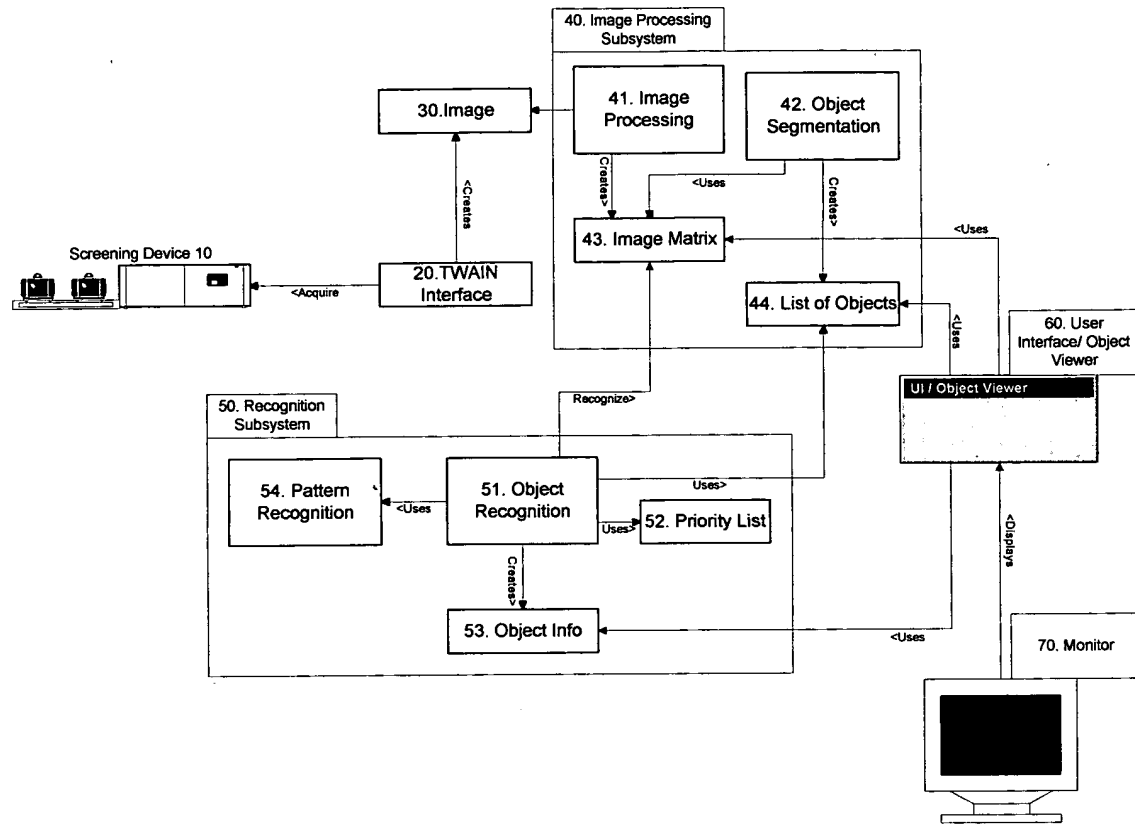 40. Image Processing
Subsystem
41. Image
Processing
42. Object
Segmentation
30.Image
Creates>
<Uses
Creates>
<Creates
43. Image Matrix
<Uses
Screening Device 10
20.TWAIN
Interface
<Acquire
44. List of Objects
<Uses
60. User
Interface/ Object
Viewer
UI / Object Viewer
50. Recognition
Subsystem
Recognize>
54. Pattern
Recognition
51. Object
Recognition
<Uses
Uses>
Uses>
52. Priority List
<Displays
Creates>
53. Object Info
<Uses
70. Monitor